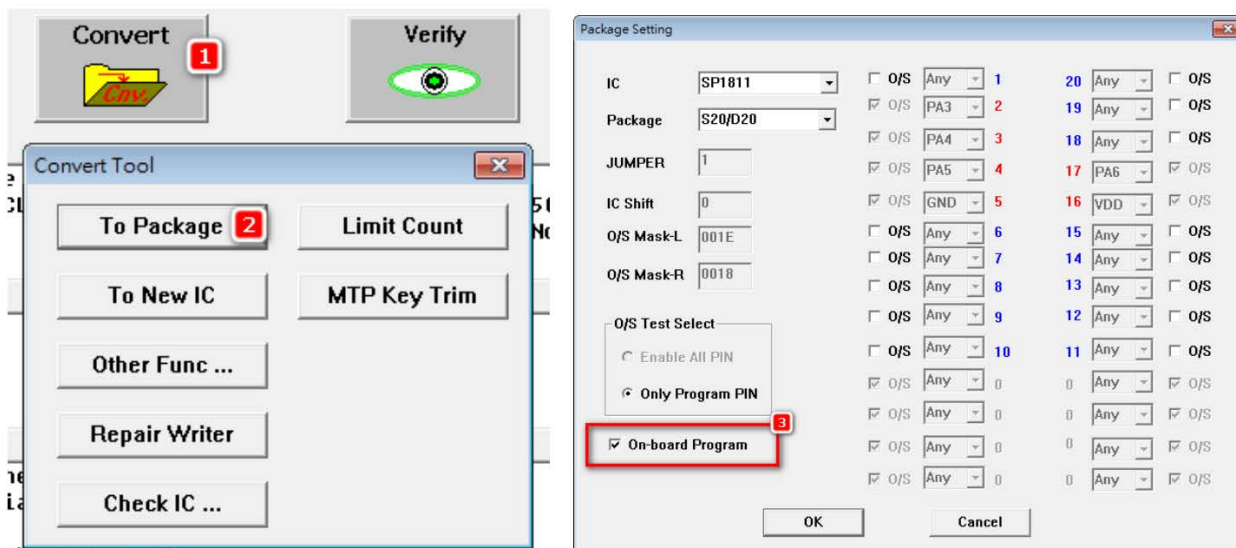 Convert
1
Cnv.
Verify
Convert Tool
To Package
2
Limit Count
To New IC
MTP Key Trim
Other Func ...
Repair Writer
Check IC ...
Package Setting
IC
SP1811
Package
S20/D20
JUMPER
1
IC Shift
0
O/S Mask-L
001E
O/S Mask-R
0018
O/S Test Select
Enable All PIN
Only Program PIN
3
On-board Program
O/S Any 1 20 Any O/S
O/S PA3 2 19 Any O/S
O/S PA4 3 18 Any O/S
O/S PA5 4 17 PA6 O/S
O/S GND 5 16 VDD O/S
O/S Any 6 15 Any O/S
O/S Any 7 14 Any O/S
O/S Any 8 13 Any O/S
O/S Any 9 12 Any O/S
O/S Any 10 11 Any O/S
O/S Any 0 0 Any O/S
O/S Any 0 0 Any O/S
O/S Any 0 0 Any O/S
O/S Any 0 0 Any O/S
OK
Cancel